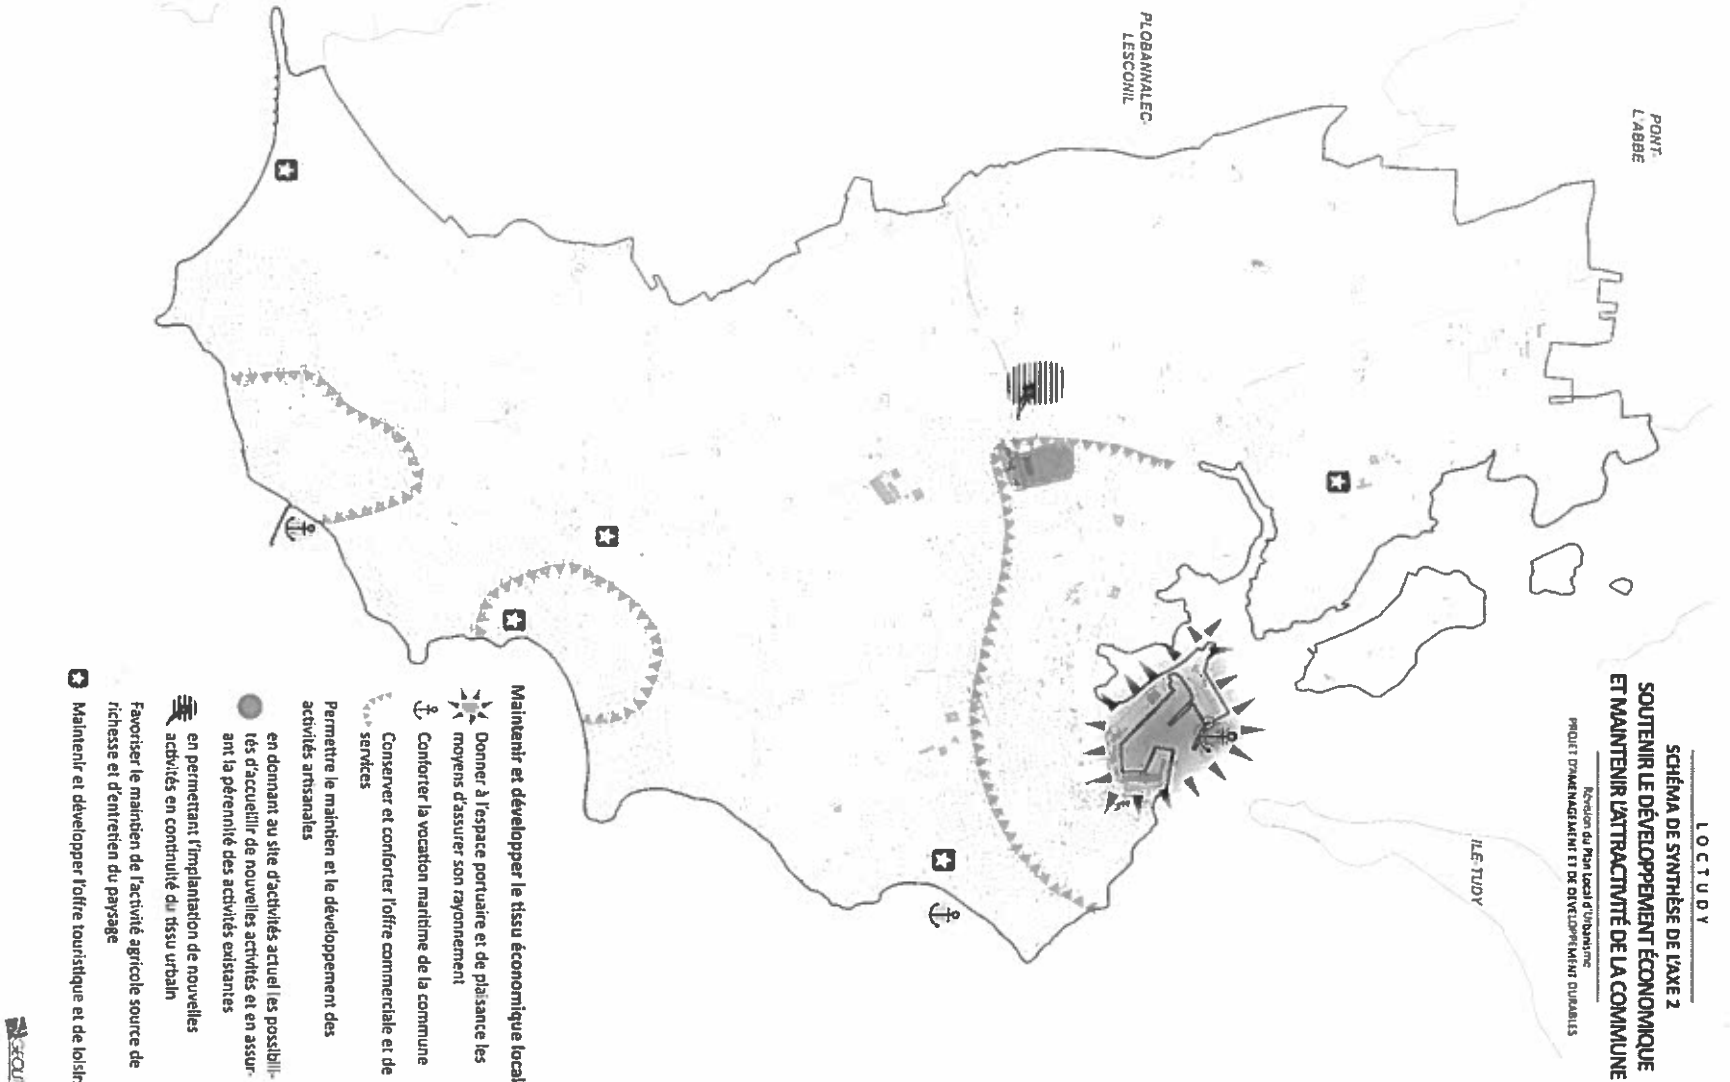 LOCTUDY
SCHÉMA DE SYNTHÈSE DE L'AXE 2
SOUTENIR LE DÉVELOPPEMENT ÉCONOMIQUE
ET MAINTENIR L'ATTRACTIVITÉ DE LA COMMUNE
Révision du Plan Local d'Urbanisme
PROJET D'AMENAGEMENT ET DE DEVELOPPEMENT DURABLES
PONT-
L'ABBE
PLOBANNALEC-
LESCONIL
ILE-TUDY
Maintenir et développer le tissu économique local
Donner à l'espace portuaire et de plaisance les
moyens d'assurer son rayonnement
Conforter la vocation maritime de la commune
Conserver et conforter l'offre commerciale et de
services
Permettre le maintien et le développement des
activités artisanales
en donnant au site d'activités actuel les possibili-
tés d'accueillir de nouvelles activités et en assur-
ant la pérennité des activités existantes
en permettant l'implantation de nouvelles
activités en continuité du tissu urbain
Favoriser le maintien de l'activité agricole source de
richesse et d'entretien du paysage
Maintenir et développer l'offre touristique et de loisir